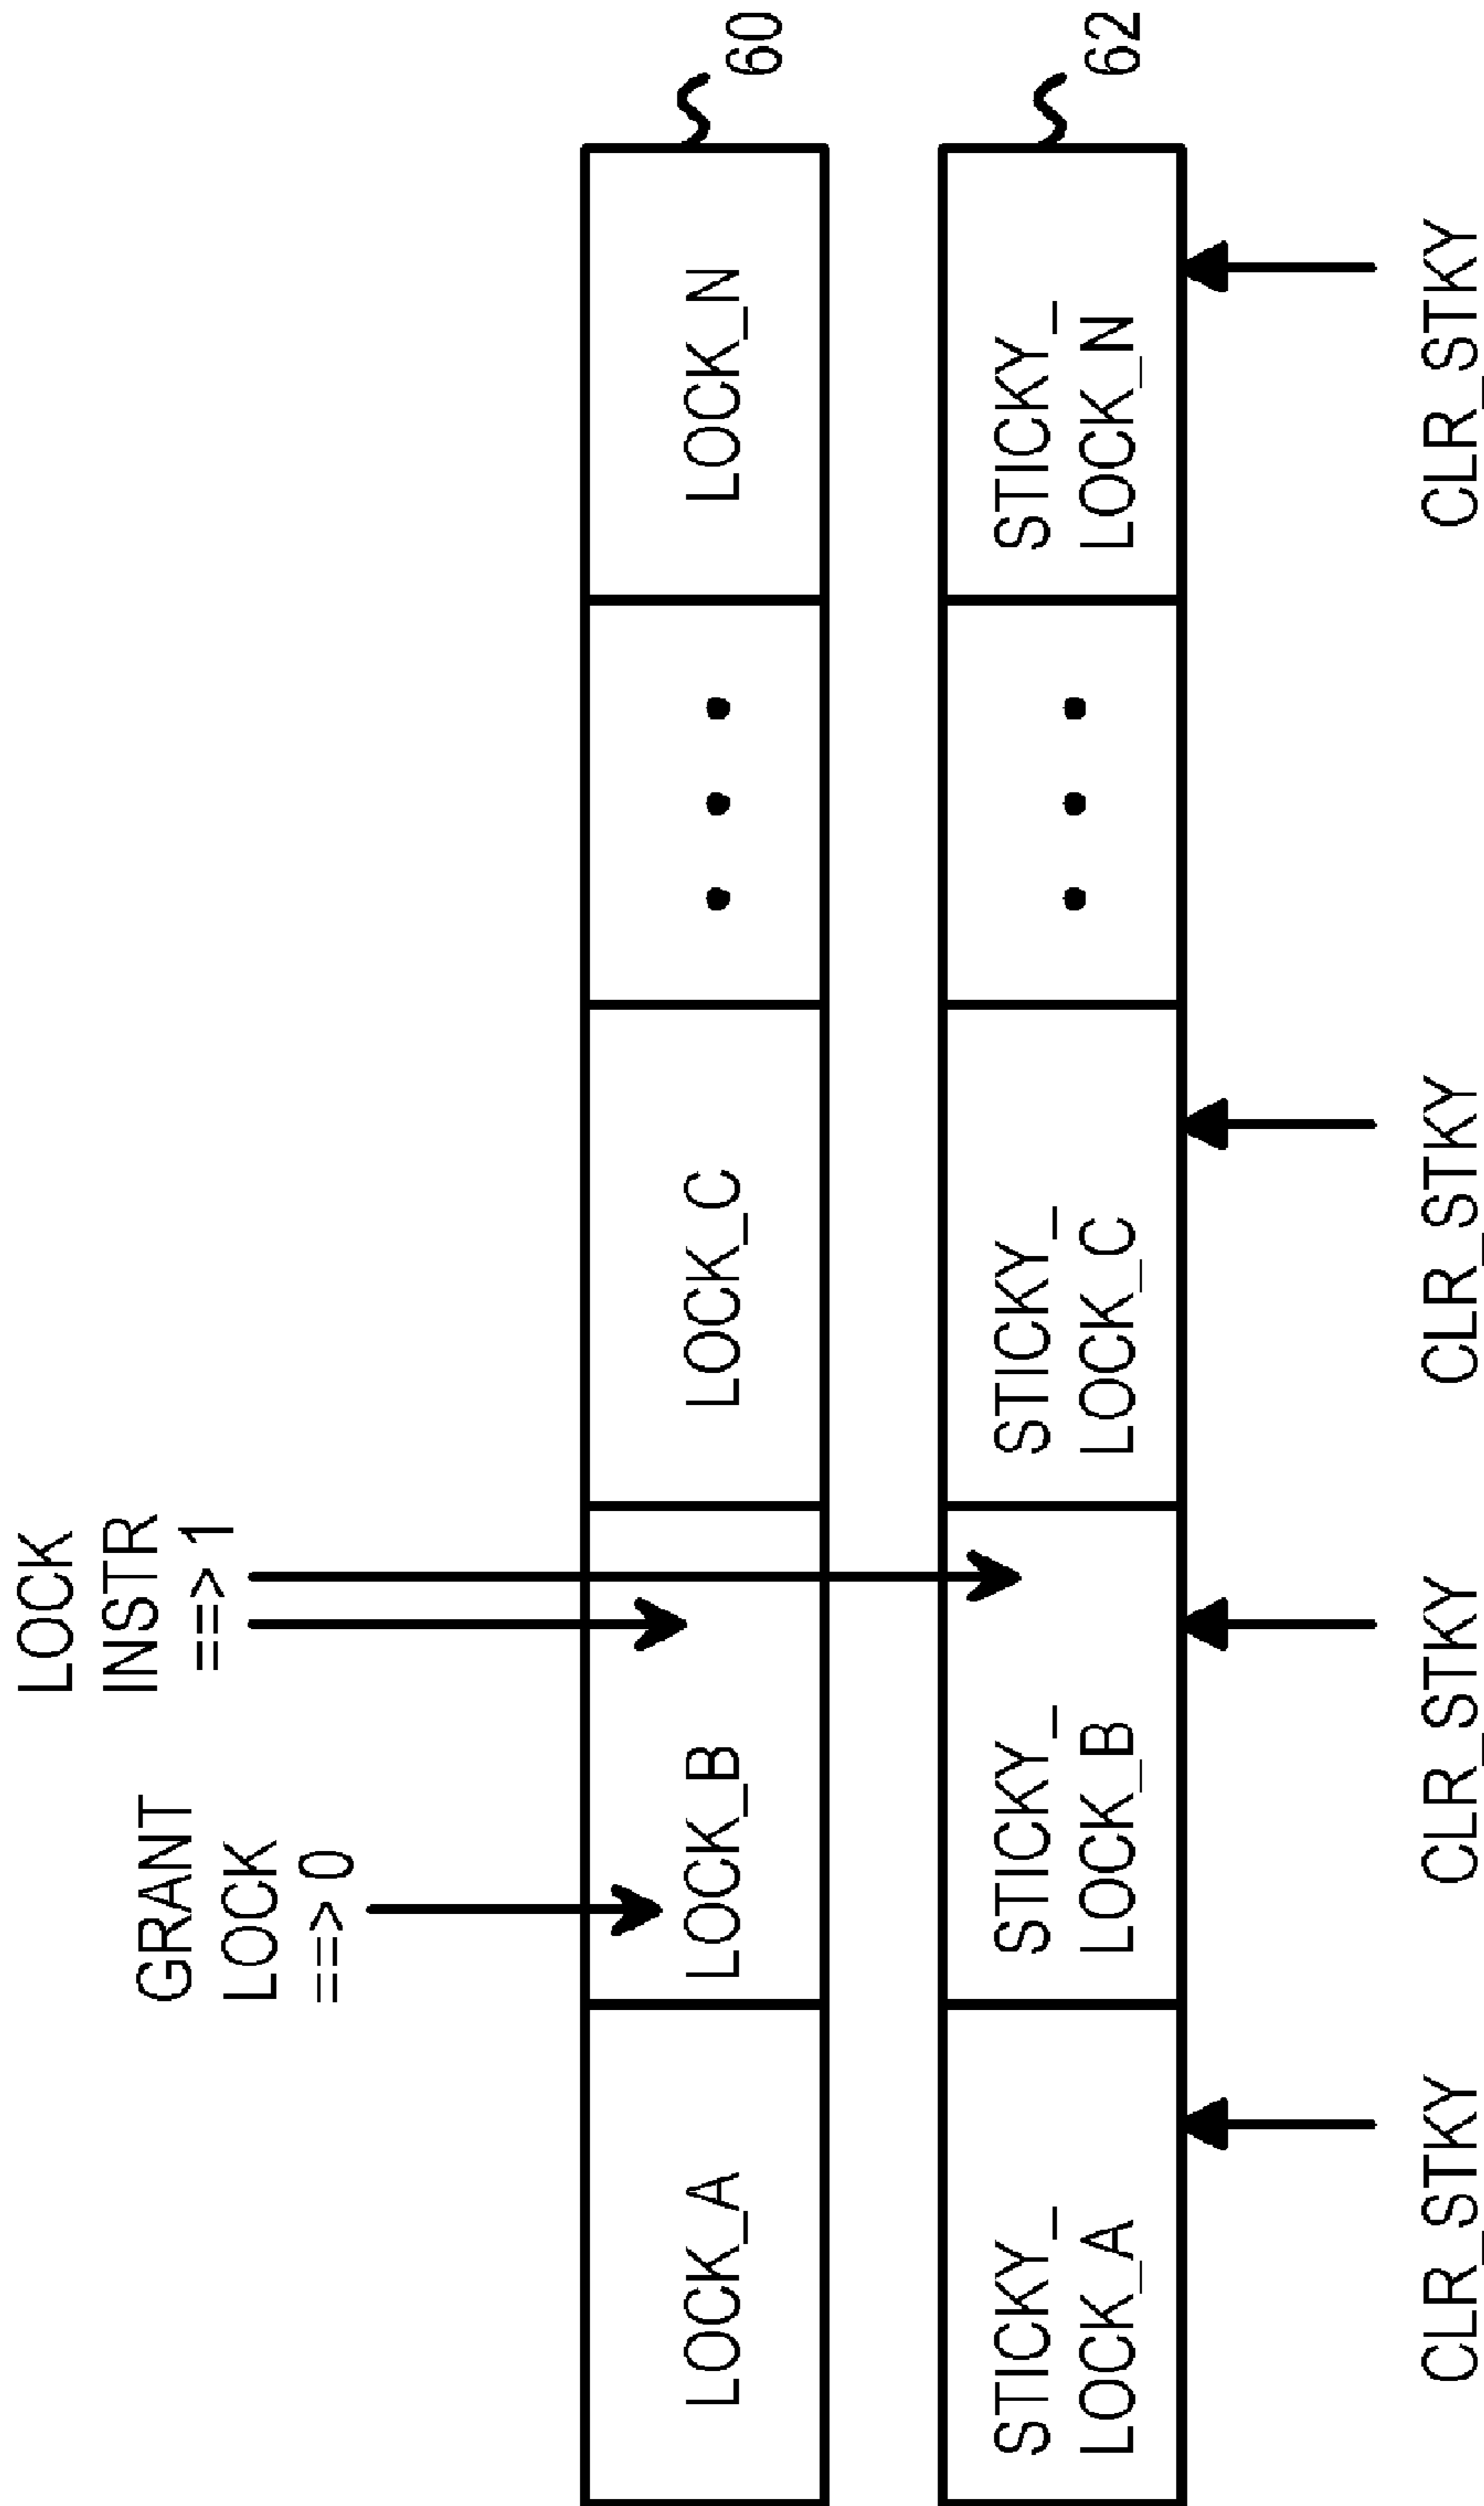 LOCK
INSTR
==>1
GRANT
LOCK
==>0
LOCK_A
LOCK_B
LOCK_C
LOCK_N
60
STICKY_
LOCK_A
STICKY_
LOCK_B
STICKY_
LOCK_C
STICKY_
LOCK_N
62
CLR_STKY
CLR_STKY
CLR_STKY
CLR_STKY